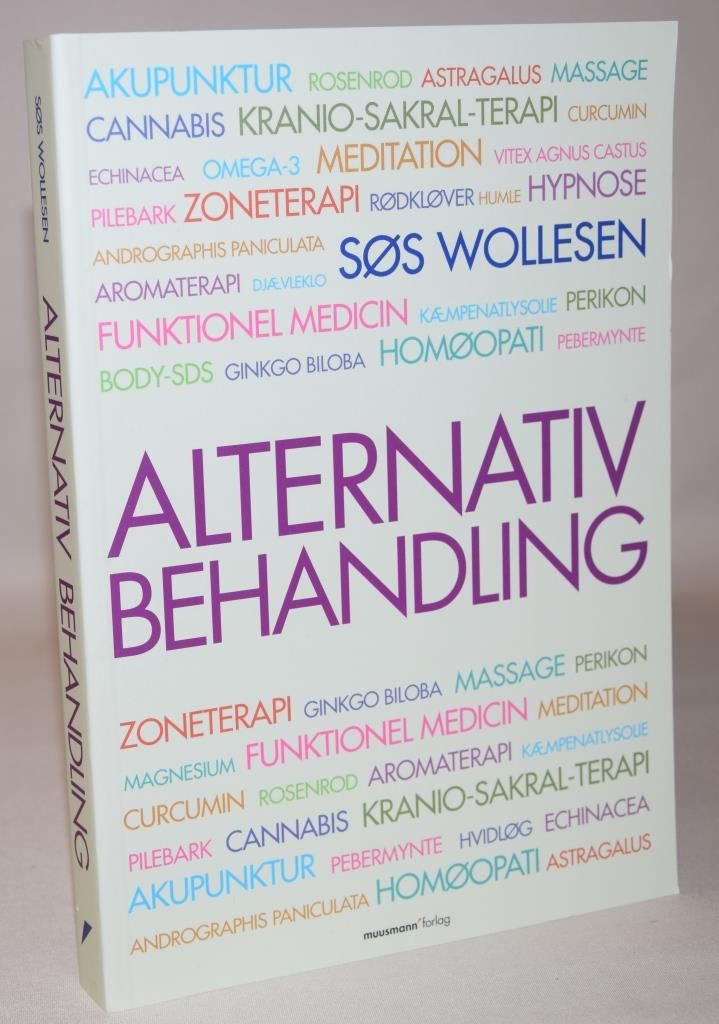 SØS WOLLESEN
ALTERNATIV BEHANDLING
AKUPUNKTUR ROSENROD ASTRAGALUS MASSAGE
CANNABIS KRANIO-SAKRAL-TERAPI CURCUMIN
ECHINACEA OMEGA-3 MEDITATION VITEX AGNUS CASTUS
PILEBARK ZONETERAPI RØDKLØVER HUMLE HYPNOSE
ANDROGRAPHIS PANICULATA SØS WOLLESEN
AROMATERAPI DJÆVLEKLO
FUNKTIONEL MEDICIN KÆMPENATLYSOLIE PERIKON
BODY-SDS GINKGO BILOBA HOMØOPATI PEBERMYNTE
ALTERNATIV
BEHANDLING
ZONETERAPI GINKGO BILOBA MASSAGE PERIKON
MAGNESIUM FUNKTIONEL MEDICIN MEDITATION
CURCUMIN ROSENROD AROMATERAPI KÆMPENATLYSOLIE
PILEBARK CANNABIS KRANIO-SAKRAL-TERAPI
AKUPUNKTUR PEBERMYNTE HVIDLØG ECHINACEA
ANDROGRAPHIS PANICULATA HOMØOPATI ASTRAGALUS
muusmann'forlag